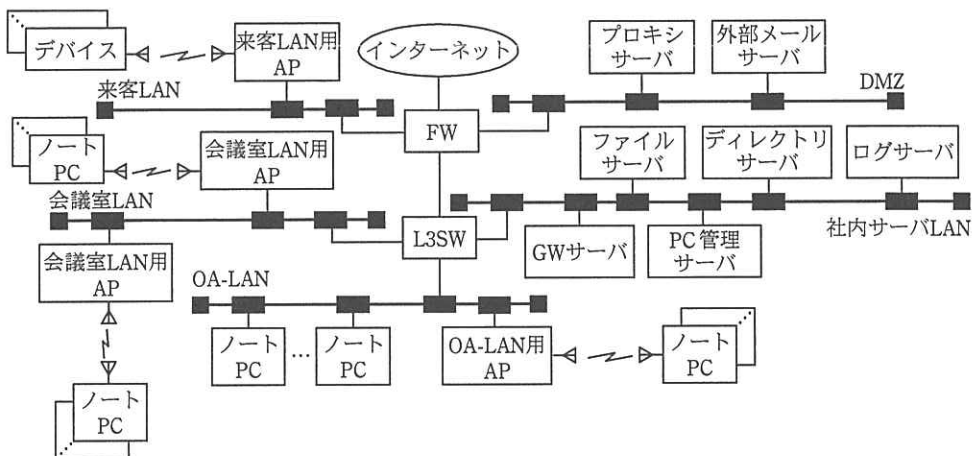 デバイス
来客LAN用
AP
インターネット
プロキシ
サーバ
外部メール
サーバ
来客LAN
DMZ
FW
ノート
PC
会議室LAN用
AP
ファイル
サーバ
ディレクトリ
サーバ
ログサーバ
会議室LAN
L3SW
社内サーバLAN
GWサーバ
PC管理
サーバ
会議室LAN用
AP
OA-LAN
ノート
PC
…
ノート
PC
OA-LAN用
AP
ノート
PC
ノート
PC